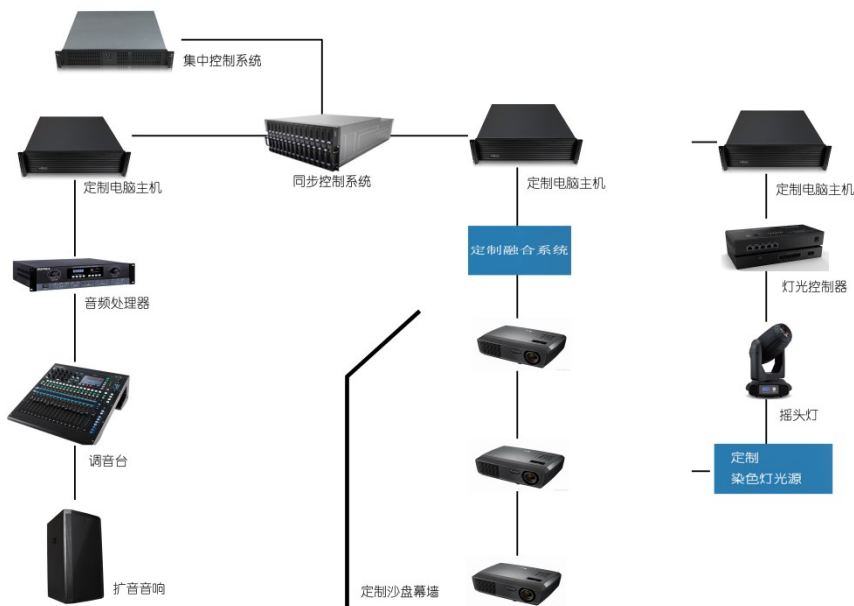 集中控制系统
定制电脑主机
同步控制系统
定制电脑主机
定制电脑主机
定制融合系统
灯光控制器
音频处理器
摇头灯
调音台
定制
染色灯光源
扩音音响
定制沙盘幕墙